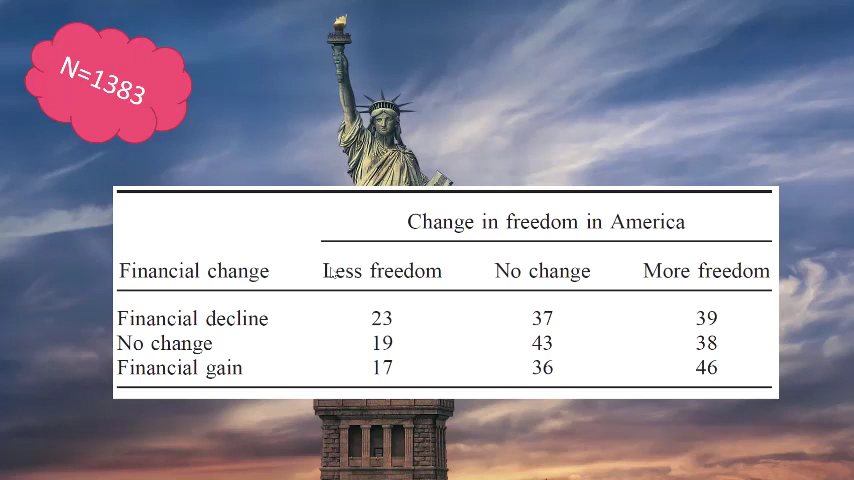 N=1383
Change in freedom in America
Financial change Less freedom No change More freedom
Financial decline 23 37 39
No change 19 43 38
Financial gain 17 36 46